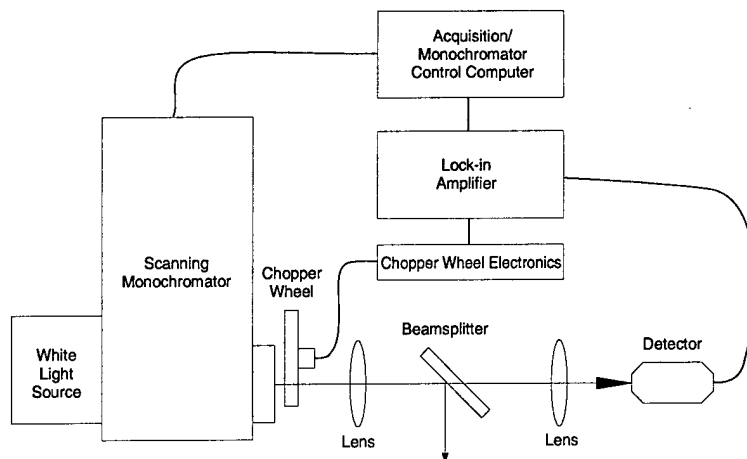 Acquisition/
Monochromator
Control Computer
Lock-in
Amplifier
Scanning
Monochromator
Chopper
Wheel
Chopper Wheel Electronics
White
Light
Source
Beamsplitter
Detector
Lens
Lens